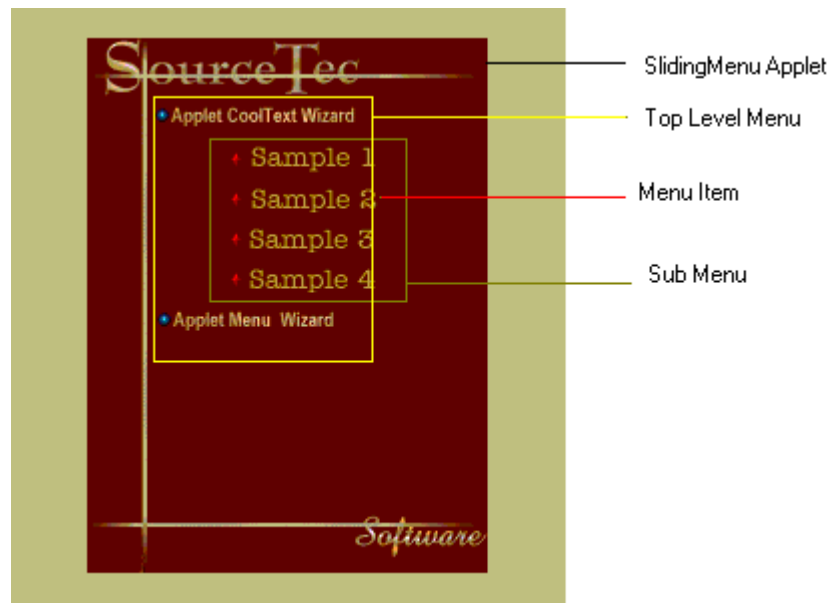 SourceTec
SlidingMenu Applet
Applet CoolText Wizard
Top Level Menu
Sample 1
Sample 2
Menu Item
Sample 3
Sample 4
Sub Menu
Applet Menu Wizard
Software